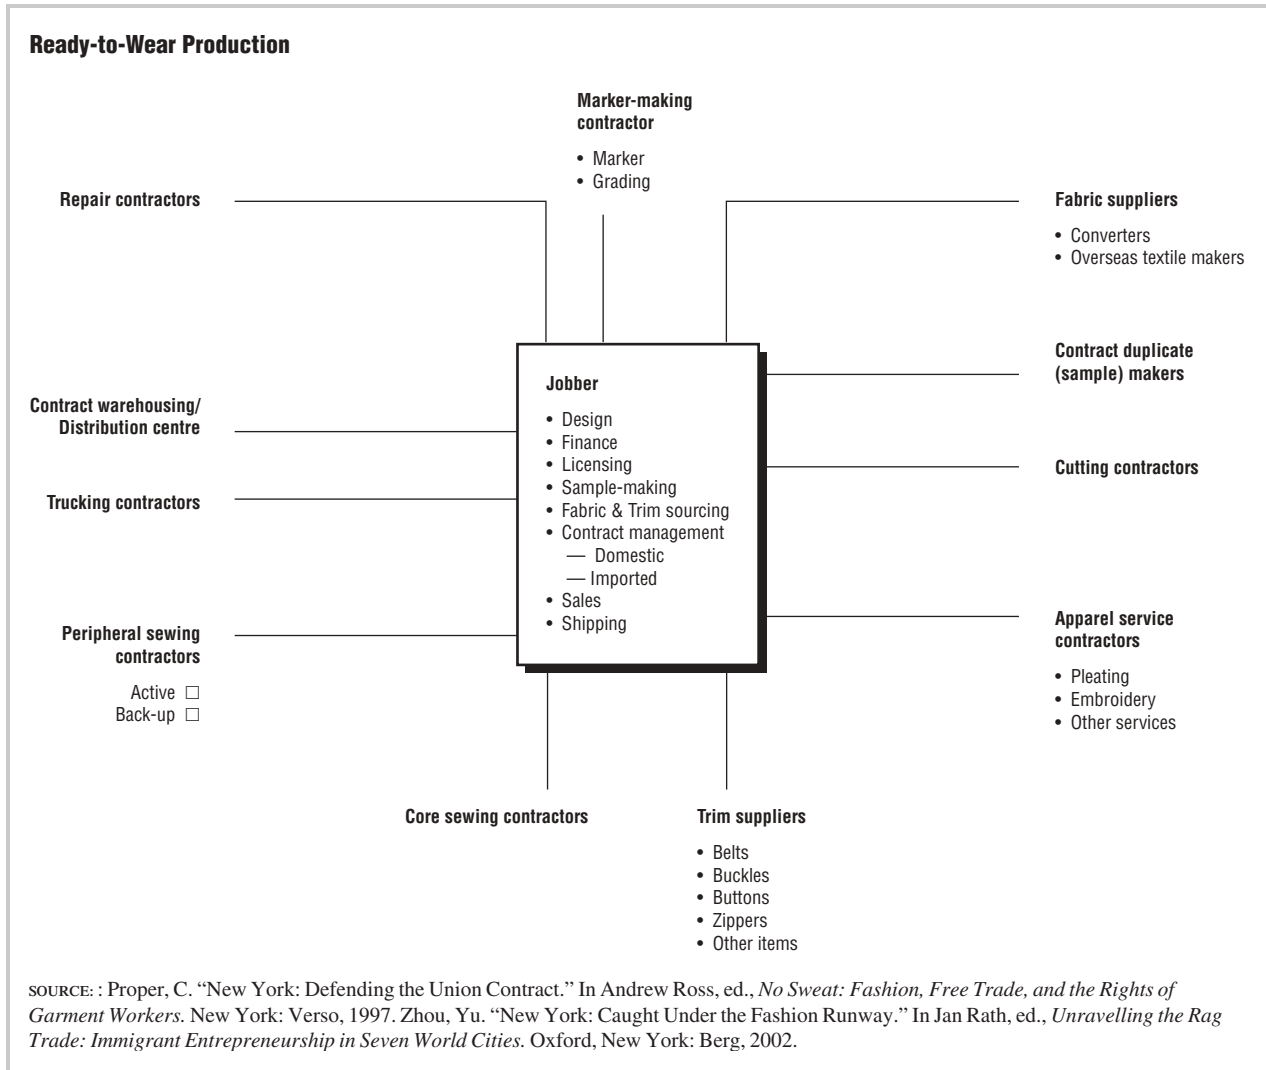 Ready-to-Wear Production
Marker-making
contractor
• Marker
• Grading
Repair contractors
Fabric suppliers
• Converters
• Overseas textile makers
Contract duplicate
(sample) makers
Jobber
• Design
• Finance
• Licensing
• Sample-making
• Fabric & Trim sourcing
• Contract management
— Domestic
— Imported
• Sales
• Shipping
Contract warehousing/
Distribution centre
Cutting contractors
Trucking contractors
Peripheral sewing
contractors
Active □
Back-up □
Apparel service
contractors
• Pleating
• Embroidery
• Other services
Core sewing contractors
Trim suppliers
• Belts
• Buckles
• Buttons
• Zippers
• Other items
SOURCE: : Proper, C. “New York: Defending the Union Contract.” In Andrew Ross, ed., No Sweat: Fashion, Free Trade, and the Rights of
Garment Workers. New York: Verso, 1997. Zhou, Yu. “New York: Caught Under the Fashion Runway.” In Jan Rath, ed., Unravelling the Rag
Trade: Immigrant Entrepreneurship in Seven World Cities. Oxford, New York: Berg, 2002.